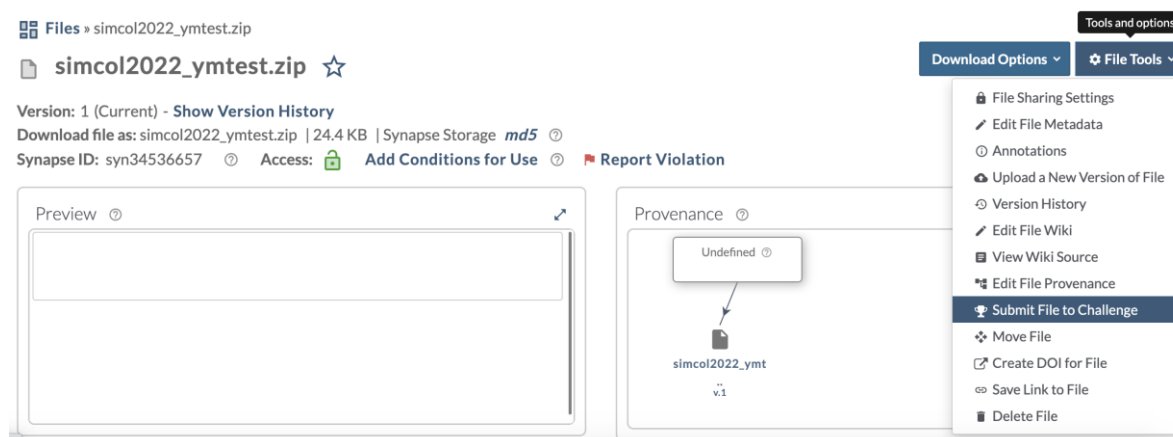 Files » simcol2022_ymtest.zip
Tools and options
simcol2022_ymtest.zip
Download Options
File Tools
Version: 1 (Current) - Show Version History
Download file as: simcol2022_ymtest.zip | 24.4 KB | Synapse Storage md5
Synapse ID: syn34536657 Access: Add Conditions for Use Report Violation
File Sharing Settings
Edit File Metadata
Annotations
Upload a New Version of File
Version History
Edit File Wiki
View Wiki Source
Edit File Provenance
Submit File to Challenge
Move File
Create DOI for File
Save Link to File
Delete File
Preview
Provenance
Undefined
simcol2022_ymt
...
v.1